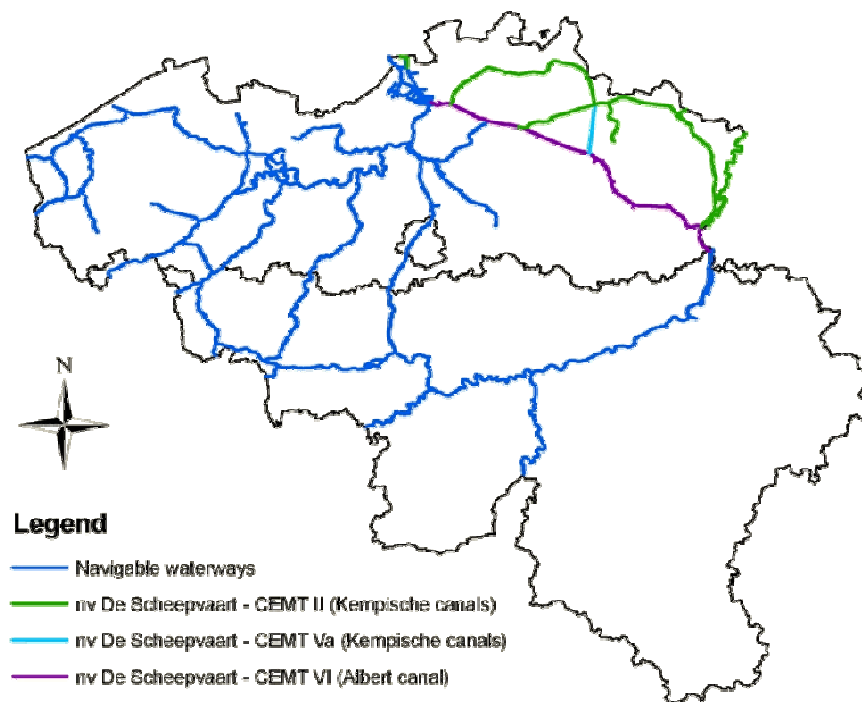 N
Legend
Navigable waterways
nv De Scheepvaart - CEMT II (Kempische canals)
nv De Scheepvaart - CEMT Va (Kempische canals)
nv De Scheepvaart - CEMT VI (Albert canal)